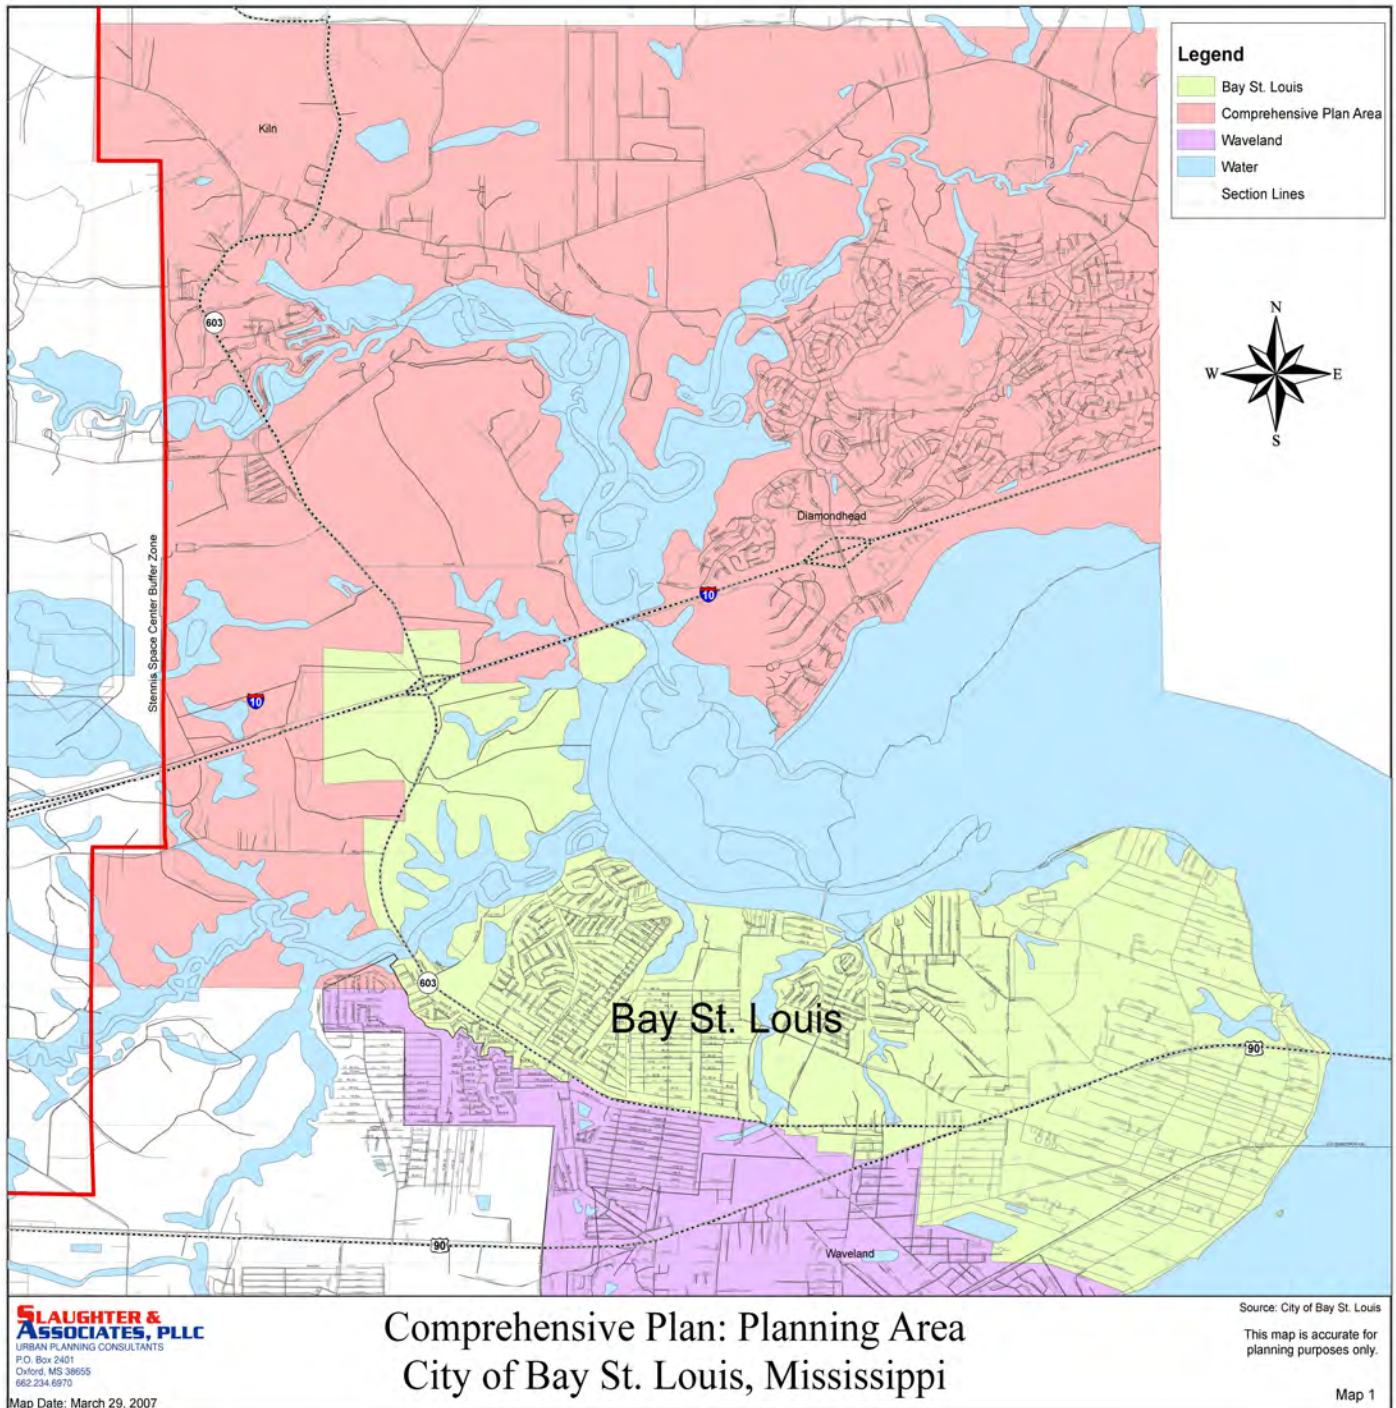 Legend
Bay St. Louis
Comprehensive Plan Area
Waveland
Water
Section Lines
N
W E
S
Kiln
603
Diamondhead
10
Stennis Space Center Buffer Zone
10
603
Bay St. Louis
90
Waveland
90
SLAUGHTER &
ASSOCIATES, PLLC
URBAN PLANNING CONSULTANTS
P.O. Box 2401
Oxford, MS 38655
662.234.6970
Map Date: March 29, 2007
Comprehensive Plan: Planning Area
City of Bay St. Louis, Mississippi
Source: City of Bay St. Louis
This map is accurate for
planning purposes only.
Map 1